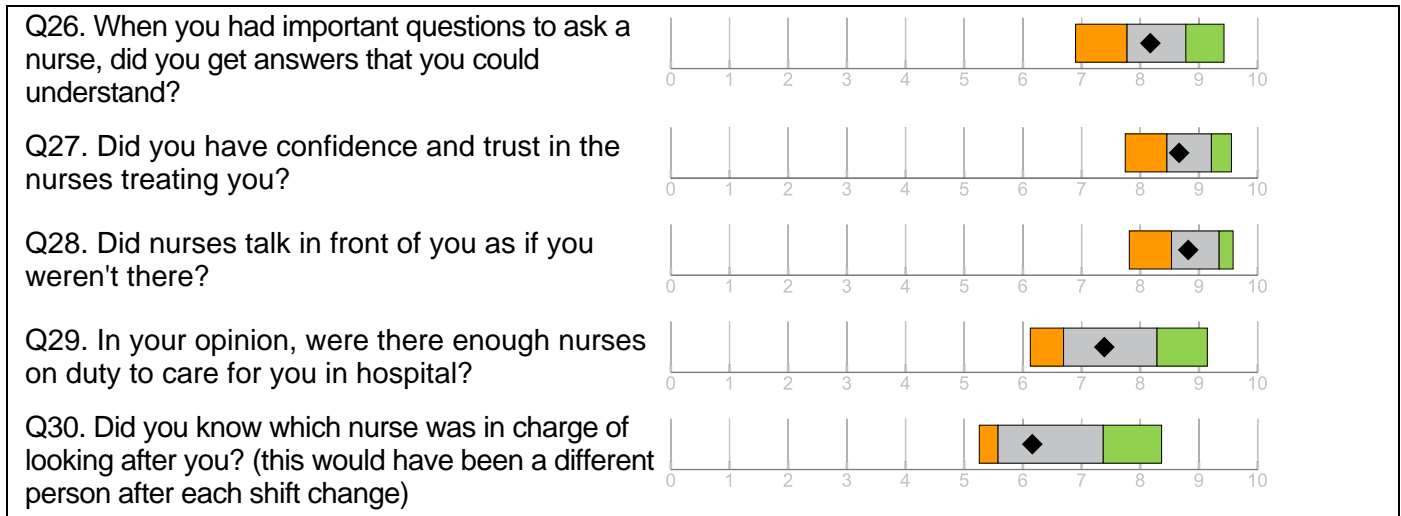 Q26. When you had important questions to ask a
nurse, did you get answers that you could
understand?
0 1 2 3 4 5 6 7 8 9 10
Q27. Did you have confidence and trust in the
nurses treating you?
0 1 2 3 4 5 6 7 8 9 10
Q28. Did nurses talk in front of you as if you
weren't there?
0 1 2 3 4 5 6 7 8 9 10
Q29. In your opinion, were there enough nurses
on duty to care for you in hospital?
0 1 2 3 4 5 6 7 8 9 10
Q30. Did you know which nurse was in charge of
looking after you? (this would have been a different
person after each shift change)
0 1 2 3 4 5 6 7 8 9 10